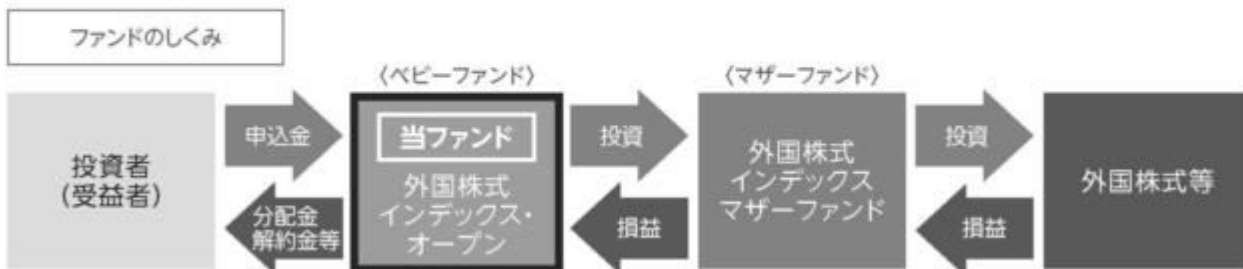 ファンドのしくみ
〈ベビーファンド〉
〈マザーファンド〉
投資者
(受益者)
申込金
分配金
解約金等
当ファンド
外国株式
インデックス・
オープン
投資
損益
外国株式
インデックス
マザーファンド
投資
損益
外国株式等